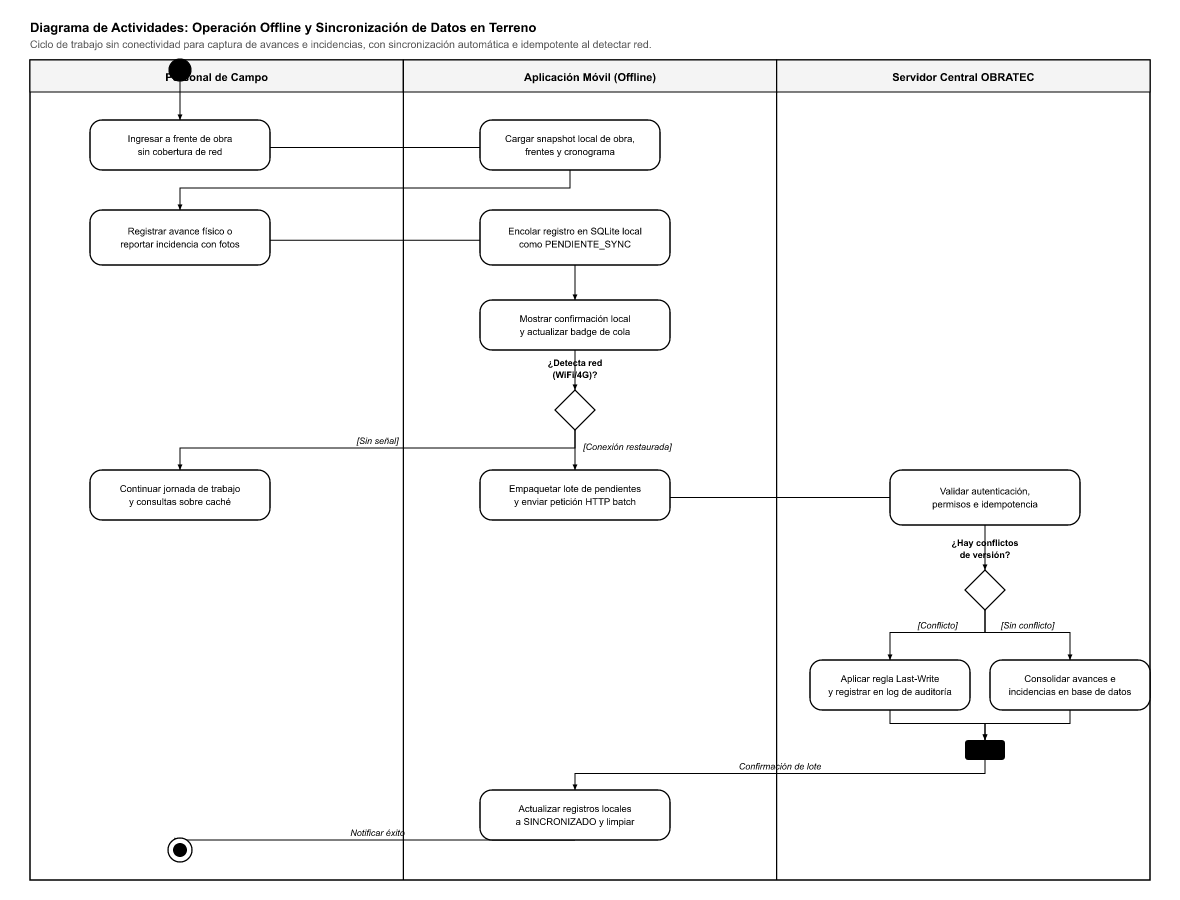 Diagrama de Actividades: Operación Offline y Sincronización de Datos en Terreno
Ciclo de trabajo sin conectividad para captura de avances e incidencias, con sincronización automática e idempotente al detectar red.
Personal de Campo
Aplicación Móvil (Offline)
Servidor Central OBRATEC
Ingresar a frente de obra
sin cobertura de red
Cargar snapshot local de obra,
frentes y cronograma
Registrar avance físico o
reportar incidencia con fotos
Encolar registro en SQLite local
como PENDIENTE_SYNC
Mostrar confirmación local
y actualizar badge de cola
¿Detecta red
(WiFi/4G)?
[Sin señal]
[Conexión restaurada]
Continuar jornada de trabajo
y consultas sobre caché
Empaquetar lote de pendientes
y enviar petición HTTP batch
Validar autenticación,
permisos e idempotencia
¿Hay conflictos
de versión?
[Conflicto]
[Sin conflicto]
Aplicar regla Last-Write
y registrar en log de auditoría
Consolidar avances e
incidencias en base de datos
Confirmación de lote
Actualizar registros locales
a SINCRONIZADO y limpiar
Notificar éxito